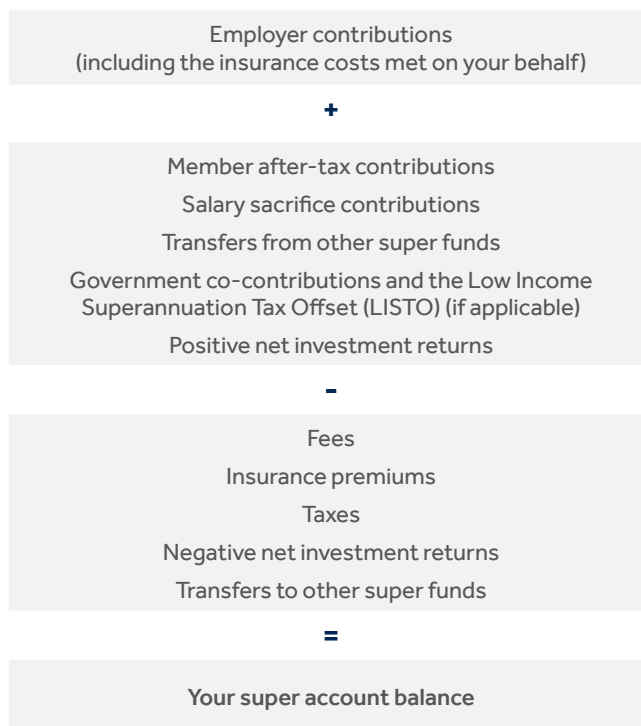 Employer contributions
(including the insurance costs met on your behalf)
+
Member after-tax contributions
Salary sacrifice contributions
Transfers from other super funds
Government co-contributions and the Low Income
Superannuation Tax Offset (LISTO) (if applicable)
Positive net investment returns
-
Fees
Insurance premiums
Taxes
Negative net investment returns
Transfers to other super funds
=
Your super account balance